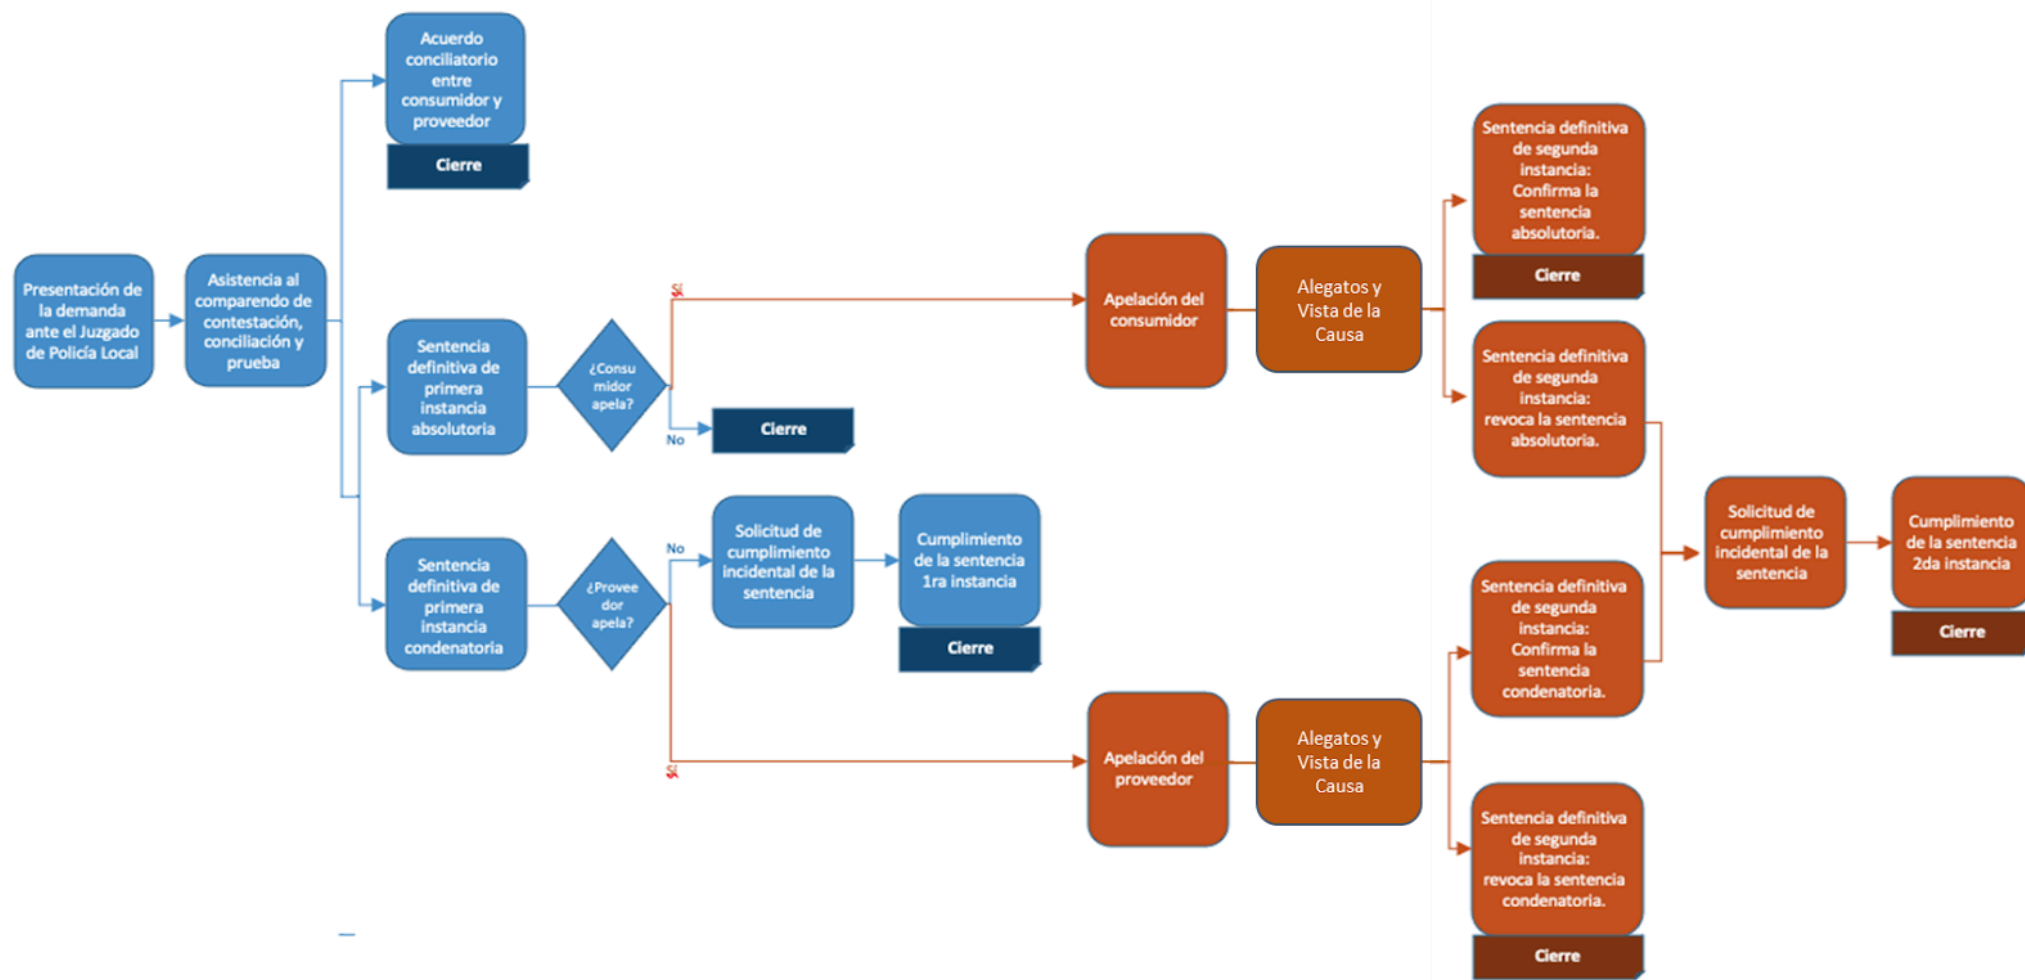 Acuerdo
conciliatorio
entre
consumidor y
proveedor
Cierre
Presentación de
la demanda
ante el Juzgado
de Policía Local
Asistencia al
comparendo de
contestación,
conciliación y
prueba
Sentencia
definitiva de
primera
instancia
absolutoria
¿Consu
midor
apela?
Sí
No
Cierre
Sentencia
definitiva de
primera
instancia
condenatoria
¿Provee
dor
apela?
No
Sí
Solicitud de
cumplimiento
incidental de la
sentencia
Cumplimiento
de la sentencia
1ra instancia
Cierre
Apelación del
consumidor
Alegatos y
Vista de la
Causa
Sentencia definitiva
de segunda
instancia:
Confirma la
sentencia
absolutoria.
Cierre
Sentencia definitiva
de segunda
instancia:
revoca la sentencia
absolutoria.
Apelación del
proveedor
Alegatos y
Vista de la
Causa
Sentencia definitiva
de segunda
instancia:
Confirma la
sentencia
condenatoria.
Sentencia definitiva
de segunda
instancia:
revoca la sentencia
condenatoria.
Cierre
Solicitud de
cumplimiento
incidental de la
sentencia
Cumplimiento
de la sentencia
2da instancia
Cierre